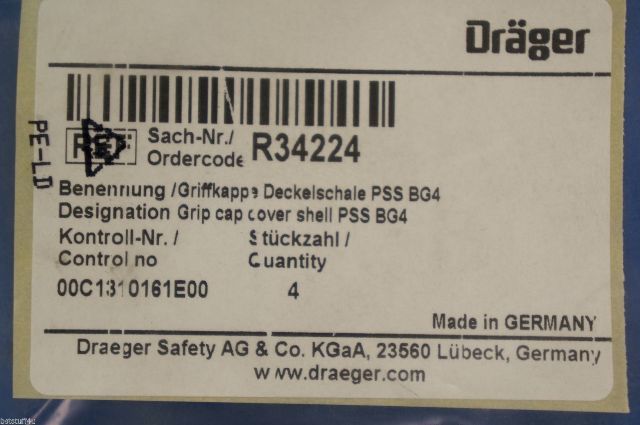 Dräger
PE-LD
REF
Sach-Nr./
Ordercode R34224
Benennung /Griffkappe Deckelschale PSS BG4
Designation Grip cap cover shell PSS BG4
Kontroll-Nr. / Stückzahl /
Control no Quantity
00C1310161E00 4
Made in GERMANY
Draeger Safety AG & Co. KGaA, 23560 Lübeck, Germany
www.draeger.com
botstuff4u